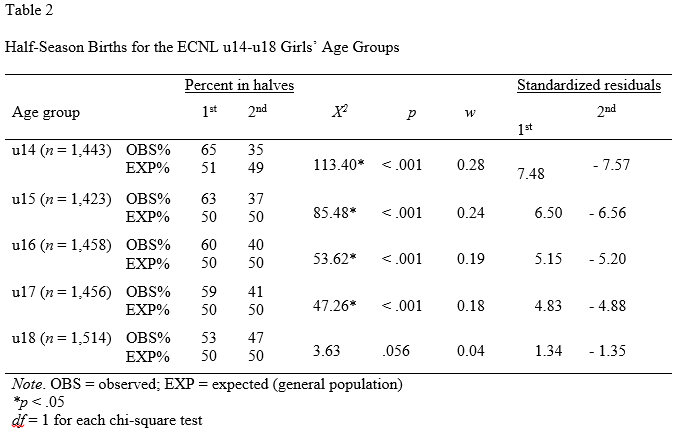 Table 2
Half-Season Births for the ECNL u14-u18 Girls’ Age Groups
Percent in halves Standardized residuals
Age group 1st 2nd X2 p w 1st 2nd
u14 (n = 1,443) OBS% 65 35
EXP% 51 49 113.40* < .001 0.28 7.48 - 7.57
u15 (n = 1,423) OBS% 63 37
EXP% 50 50 85.48* < .001 0.24 6.50 - 6.56
u16 (n = 1,458) OBS% 60 40
EXP% 50 50 53.62* < .001 0.19 5.15 - 5.20
u17 (n = 1,456) OBS% 59 41
EXP% 50 50 47.26* < .001 0.18 4.83 - 4.88
u18 (n = 1,514) OBS% 53 47
EXP% 50 50 3.63 .056 0.04 1.34 - 1.35
Note. OBS = observed; EXP = expected (general population)
*p < .05
df = 1 for each chi-square test